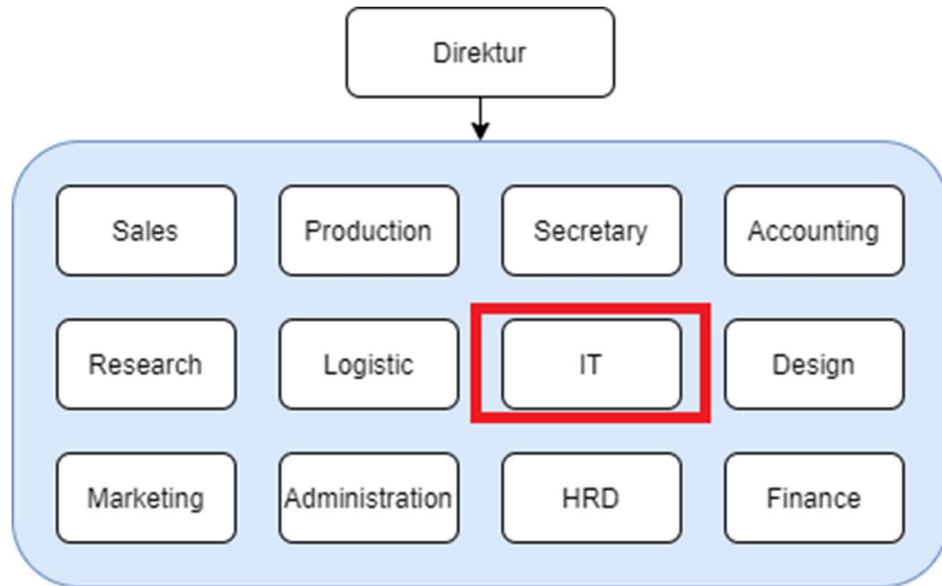 Direktur
Sales
Production
Secretary
Accounting
Research
Logistic
IT
Design
Marketing
Administration
HRD
Finance